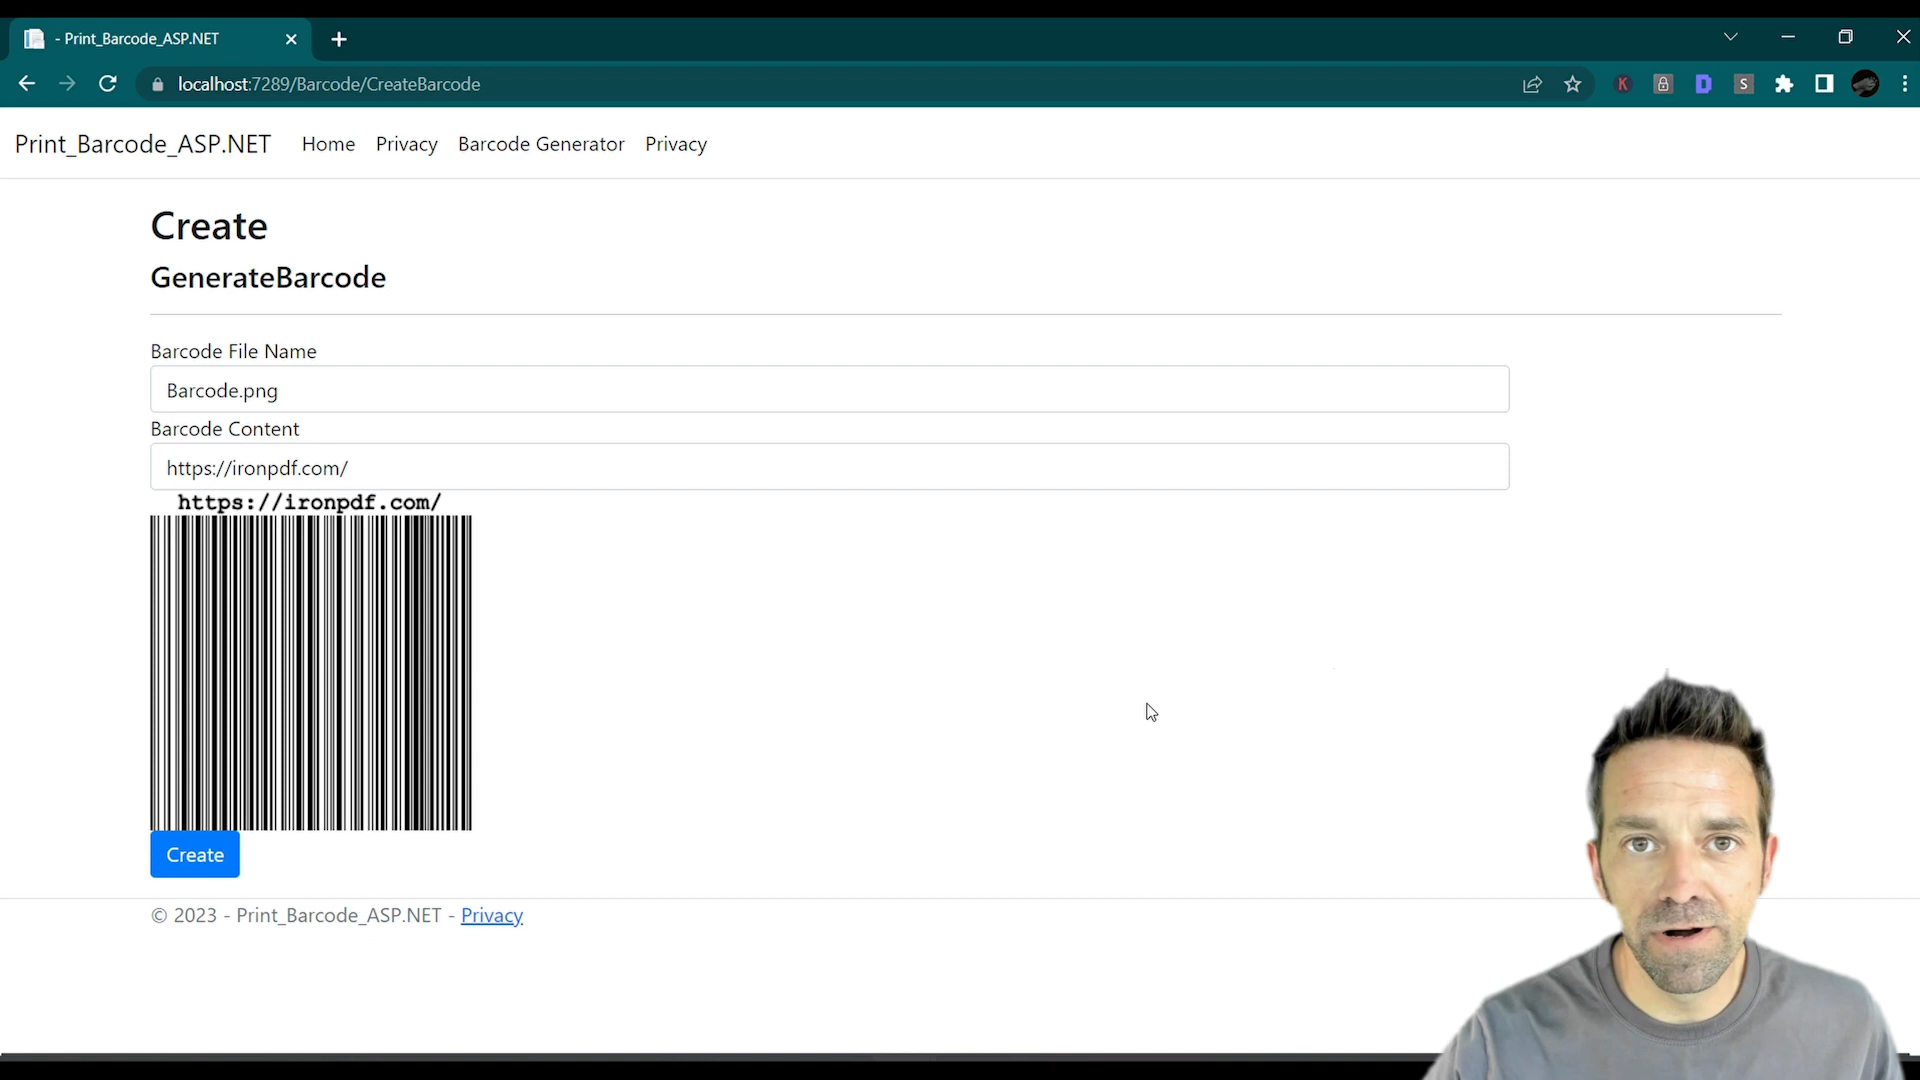 - Print_Barcode_ASP.NET
localhost:7289/Barcode/CreateBarcode
K
D
S
Print_Barcode_ASP.NET Home Privacy Barcode Generator Privacy
Create
GenerateBarcode
Barcode File Name
Barcode.png
Barcode Content
https://ironpdf.com/
https://ironpdf.com/
Create
© 2023 - Print_Barcode_ASP.NET - Privacy